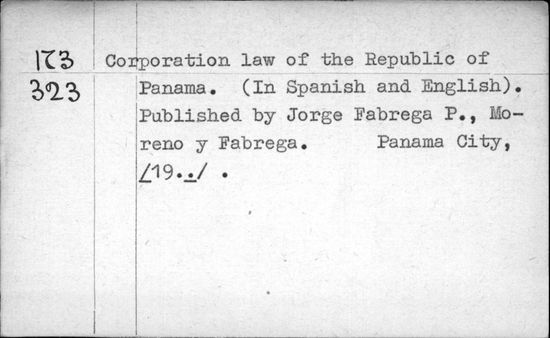 173 Corporation law of the Republic of
323 Panama. (In Spanish and English).
Published by Jorge Fabrega P., Mo-
reno y Fabrega. Panama City,
/19../ .